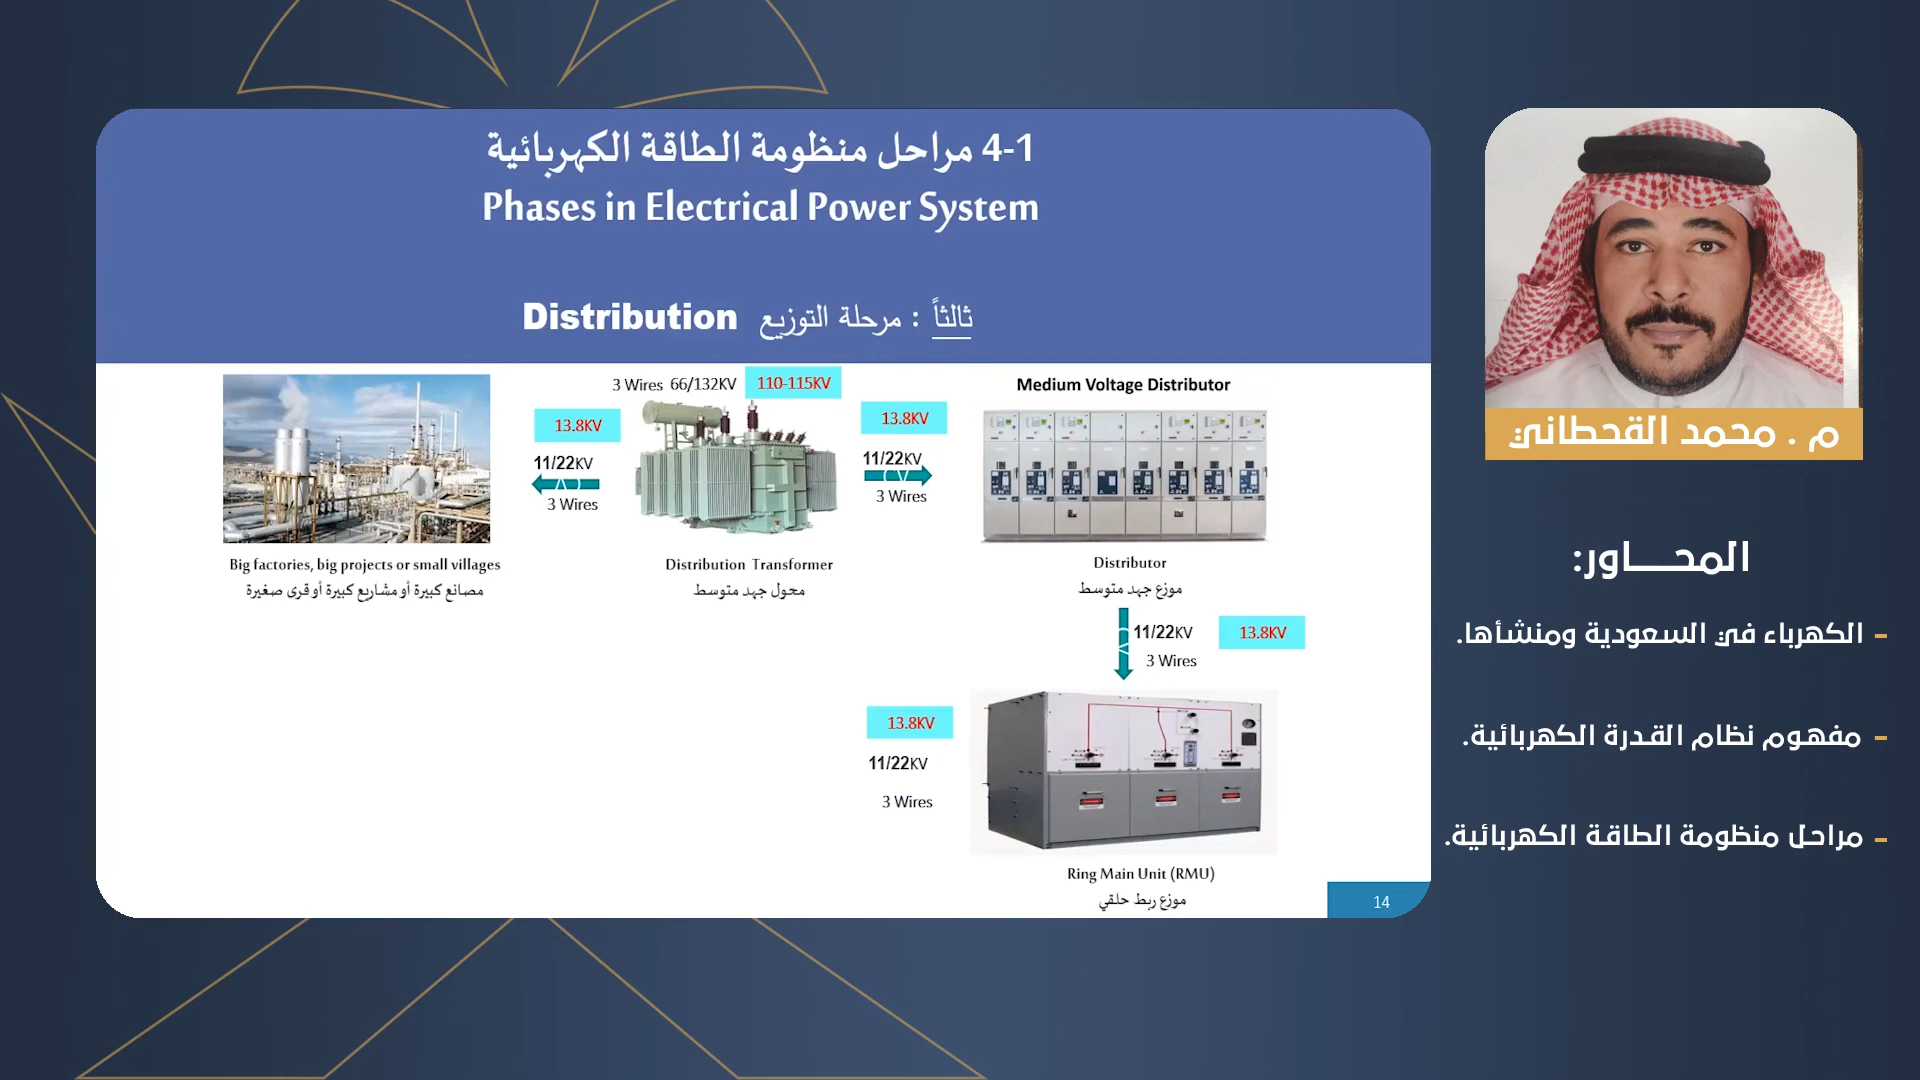 4-1 مراحل منظومة الطاقة الكهربائية
Phases in Electrical Power System
ثالثاً : مرحلة التوزيع Distribution
3 Wires 66/132KV 110-115KV
13.8KV
11/22KV
3 Wires
13.8KV
11/22KV
3 Wires
Medium Voltage Distributor
Big factories, big projects or small villages
مصانع كبيرة أو مشاريع كبيرة أو قرى صغيرة
Distribution Transformer
محول جهد متوسط
Distributor
موزع جهد متوسط
11/22KV 13.8KV
3 Wires
13.8KV
11/22KV
3 Wires
Ring Main Unit (RMU)
موزع ربط حلقي
14
م . محمد القحطاني
المحـــاور:
- الكهرباء في السعودية ومنشأها.
- مفهوم نظام القدرة الكهربائية.
- مراحل منظومة الطاقة الكهربائية.